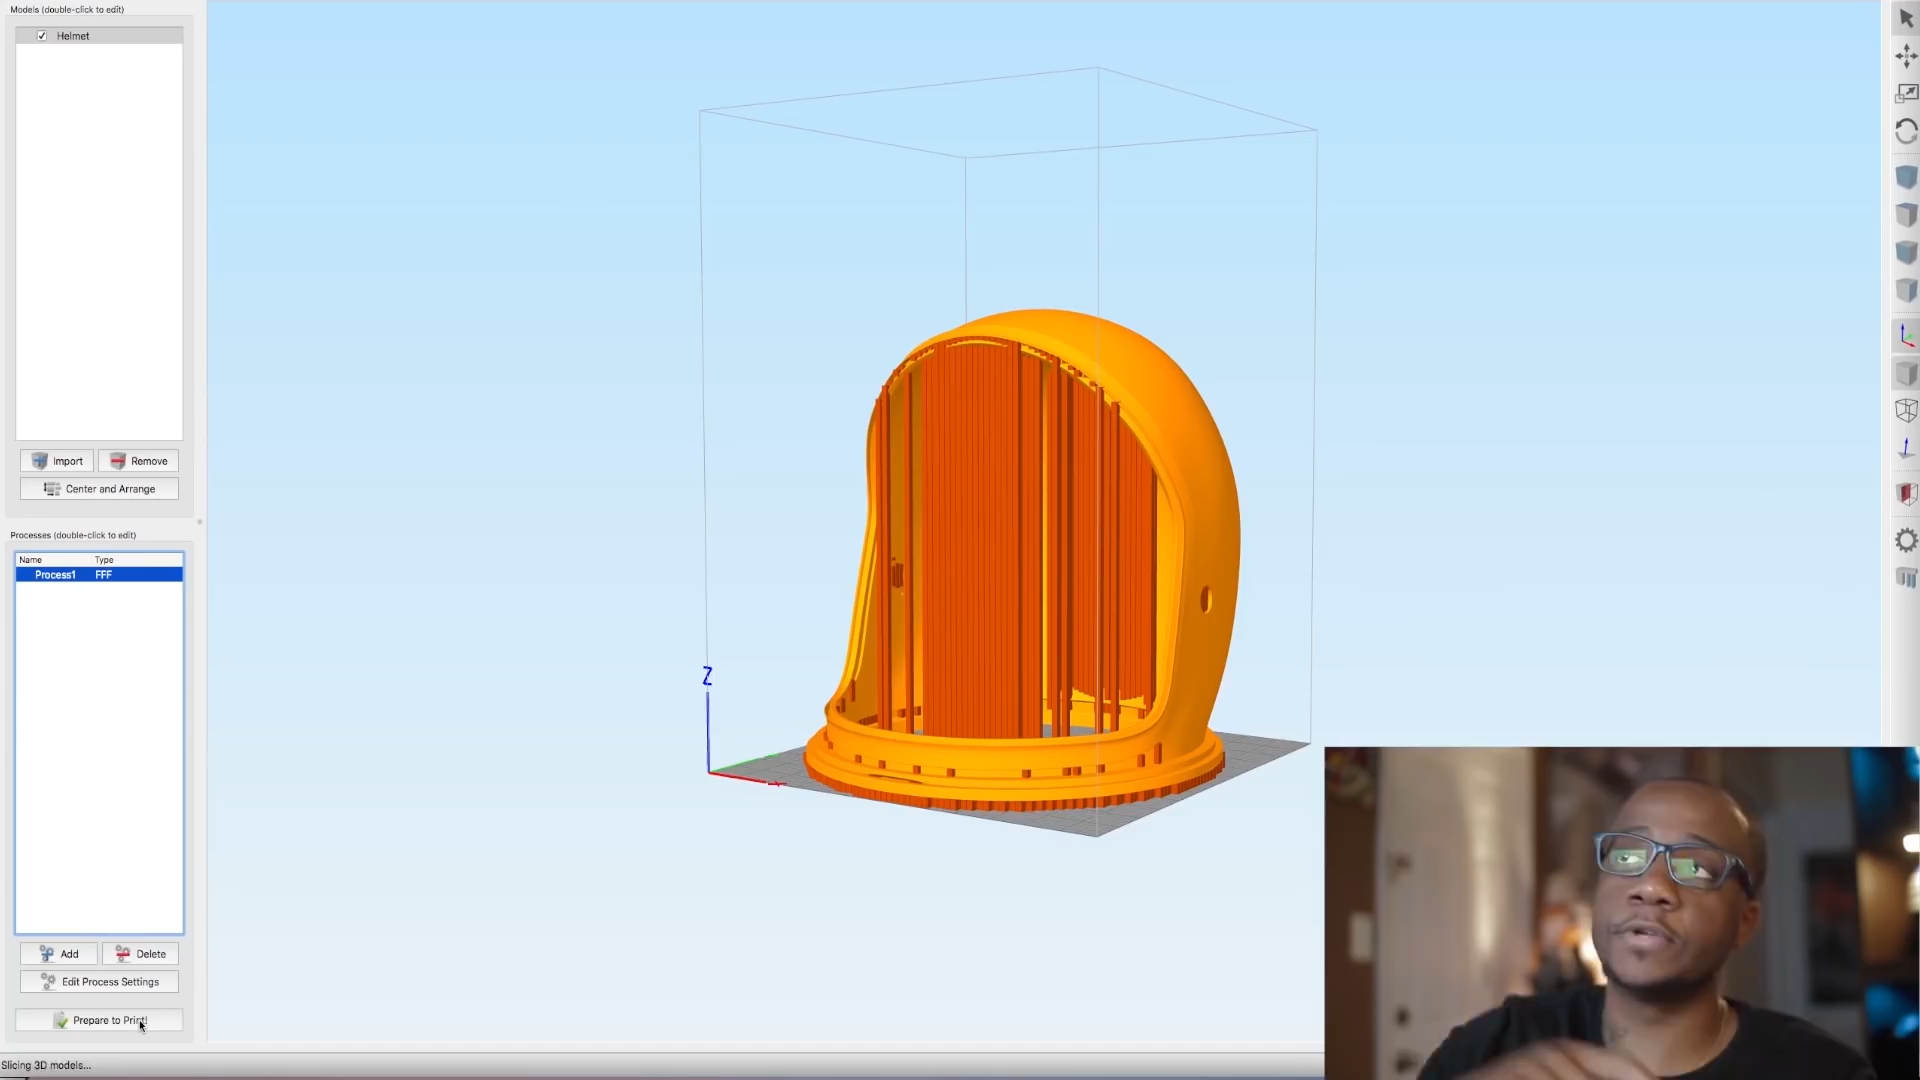 Models (double-click to edit)
Helmet
Import
Remove
Center and Arrange
Processes (double-click to edit)
Name Type
Process1 FFF
Add
Delete
Edit Process Settings
Prepare to Print!
Slicing 3D models...
Z